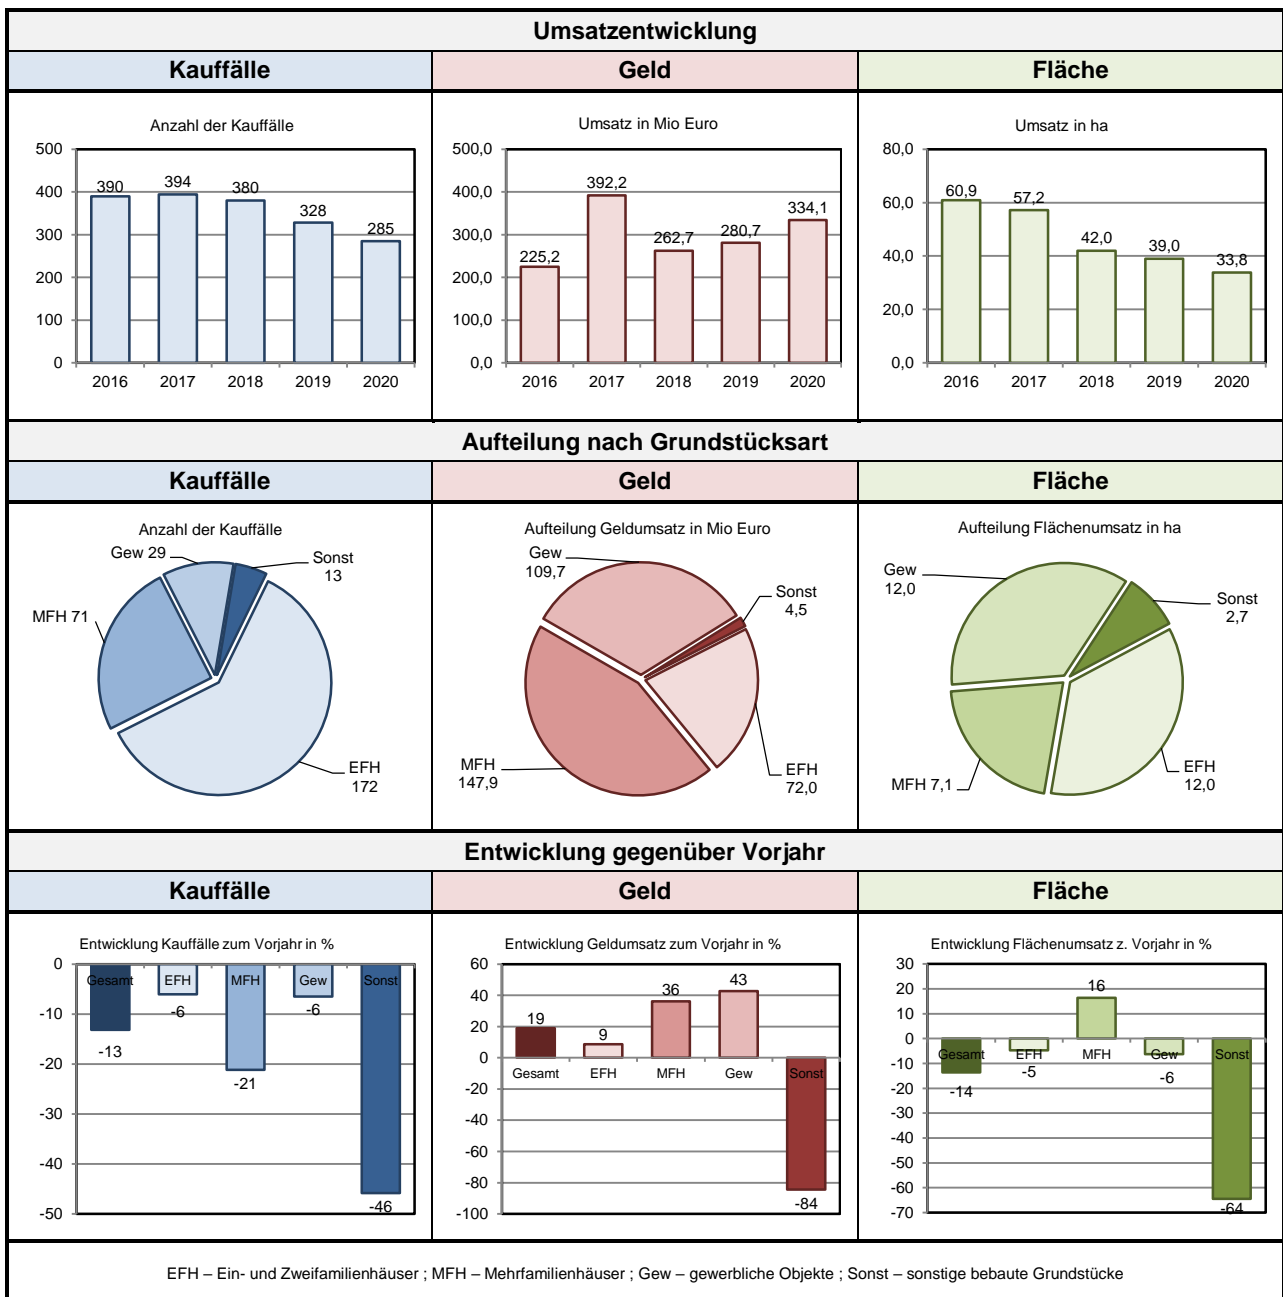 Umsatzentwicklung
Kauffälle
Geld
Fläche
Anzahl der Kauffälle
500
400
300
200
100
0
390
394
380
328
285
2016
2017
2018
2019
2020
Umsatz in Mio Euro
500,0
400,0
300,0
200,0
100,0
0,0
225,2
392,2
262,7
280,7
334,1
2016
2017
2018
2019
2020
Umsatz in ha
80,0
60,0
40,0
20,0
0,0
60,9
57,2
42,0
39,0
33,8
2016
2017
2018
2019
2020
Aufteilung nach Grundstücksart
Kauffälle
Geld
Fläche
Anzahl der Kauffälle
Gew 29
Sonst
13
MFH 71
EFH
172
Aufteilung Geldumsatz in Mio Euro
Gew
109,7
Sonst
4,5
MFH
147,9
EFH
72,0
Aufteilung Flächenumsatz in ha
Gew
12,0
Sonst
2,7
MFH 7,1
EFH
12,0
Entwicklung gegenüber Vorjahr
Kauffälle
Geld
Fläche
Entwicklung Kauffälle zum Vorjahr in %
0
-10
-20
-30
-40
-50
Gesamt
EFH
MFH
Gew
Sonst
-13
-6
-21
-6
-46
Entwicklung Geldumsatz zum Vorjahr in %
60
40
20
0
-20
-40
-60
-80
-100
19
9
36
43
-84
Gesamt
EFH
MFH
Gew
Sonst
Entwicklung Flächenumsatz z. Vorjahr in %
30
20
10
0
-10
-20
-30
-40
-50
-60
-70
16
Gesamt
EFH
MFH
Gew
Sonst
-14
-5
-6
-64
EFH – Ein- und Zweifamilienhäuser ; MFH – Mehrfamilienhäuser ; Gew – gewerbliche Objekte ; Sonst – sonstige bebaute Grundstücke